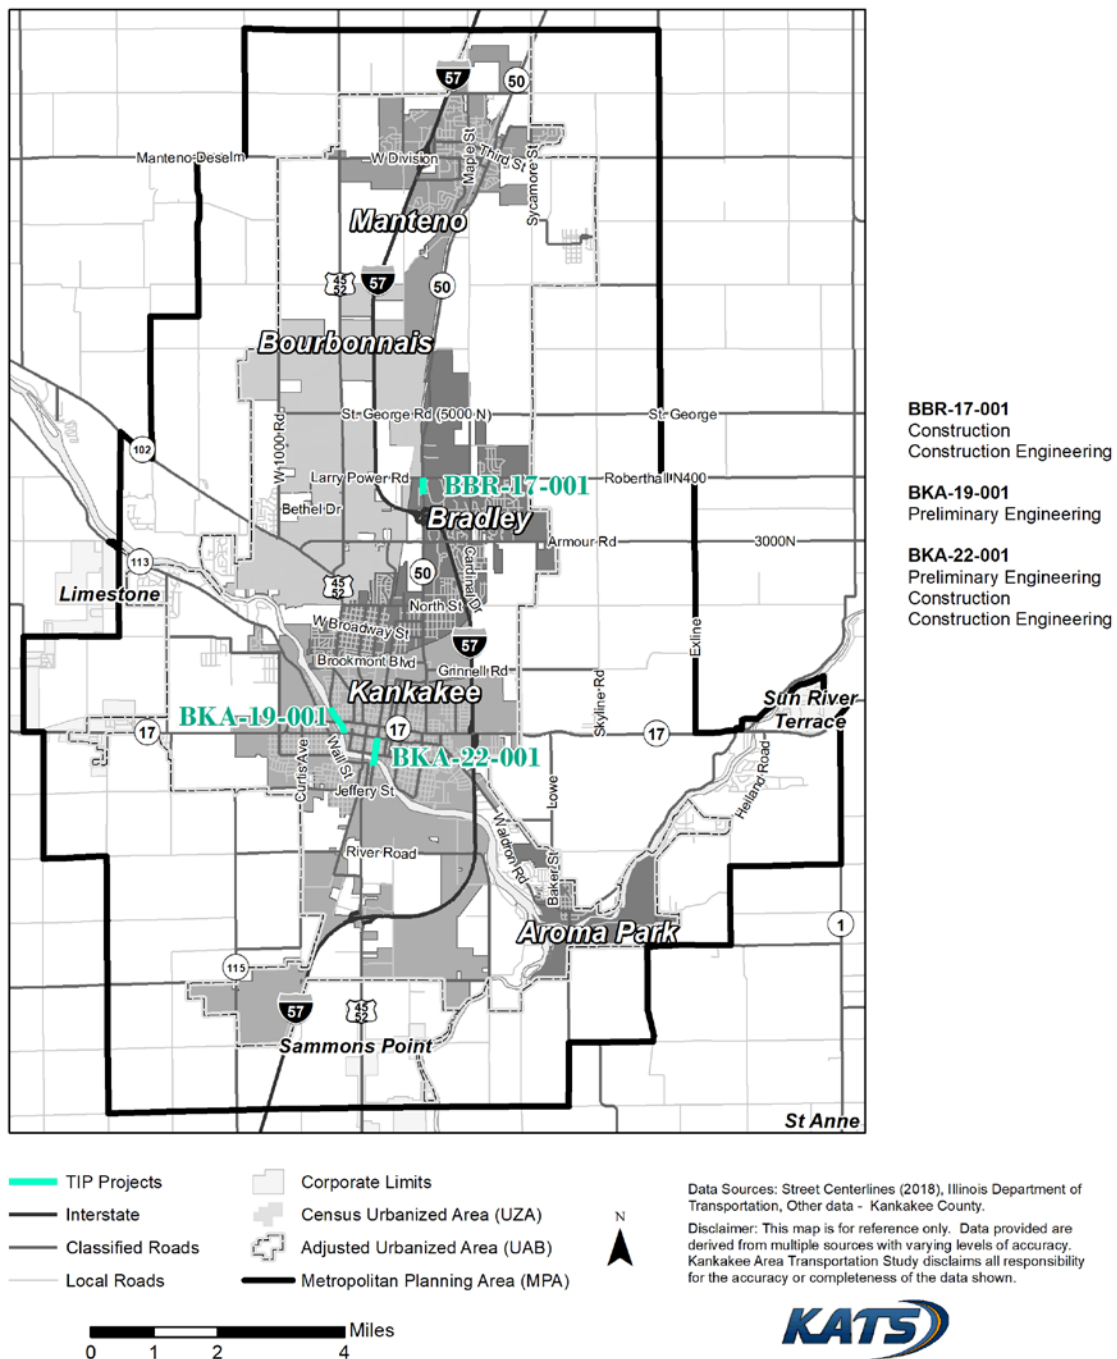 57
50
Manteno Deselm
W Division
Maple St
Third St
Sycamore St
Manteno
45
52
57
50
Bourbonnais
W 1000 Rd
St. George Rd (5000 N)
St. George
102
Larry Power Rd
BBR-17-001
Bethel Dr
Bradley
Armour Rd
3000N
113
Limestone
45
52
50
Cardinal Dr
North St
W Broadway St
57
Brookmont Blvd
Grinnell Rd
Exline
Kankakee
Skyline Rd
Sun River
Terrace
BKA-19-001
17
17
17
BKA-22-001
Curtis Ave
Wall St
Jeffery St
Lowe
Helland Road
River Road
Waldron Rd
Baker St
Aroma Park
1
115
57
45
52
Sammons Point
St Anne
BBR-17-001
Construction
Construction Engineering
BKA-19-001
Preliminary Engineering
BKA-22-001
Preliminary Engineering
Construction
Construction Engineering
TIP Projects
Interstate
Classified Roads
Local Roads
Corporate Limits
Census Urbanized Area (UZA)
Adjusted Urbanized Area (UAB)
Metropolitan Planning Area (MPA)
N
Data Sources: Street Centerlines (2018), Illinois Department of
Transportation, Other data - Kankakee County.
Disclaimer: This map is for reference only. Data provided are
derived from multiple sources with varying levels of accuracy.
Kankakee Area Transportation Study disclaims all responsibility
for the accuracy or completeness of the data shown.
Miles
0 1 2 4
KATS